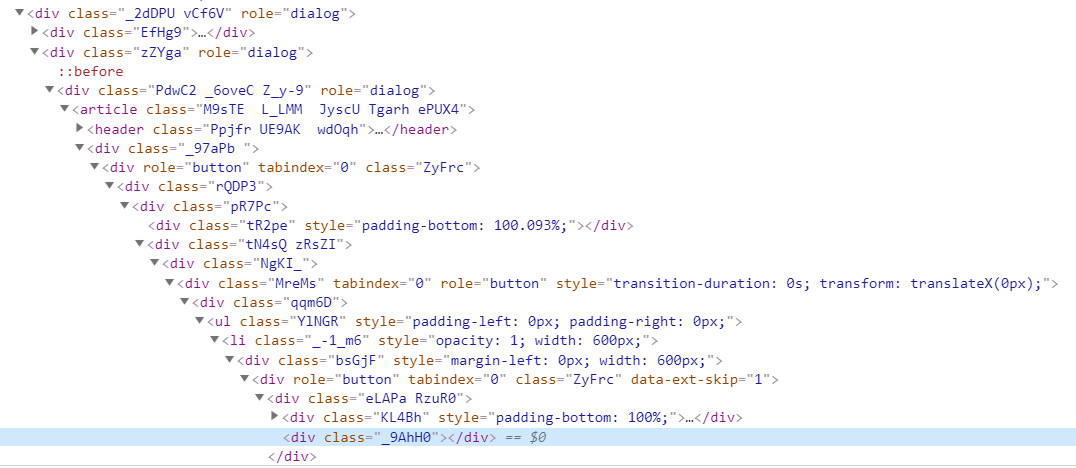 ▼<div class="_2dDPU vCf6V" role="dialog">
▶<div class="EfHg9">…</div>
▼<div class="zZYga" role="dialog">
::before
▼<div class="PdwC2 _6oveC Z_y-9" role="dialog">
▼<article class="M9sTE  L_LMM  JyscU Tgarh ePUX4">
▶<header class="Ppjfr UE9AK  wdOqh">…</header>
▼<div class="_97aPb ">
▼<div role="button" tabindex="0" class="ZyFrc">
▼<div class="rQDP3">
▼<div class="pR7Pc">
<div class="tR2pe" style="padding-bottom: 100.093%;"></div>
▼<div class="tN4sQ zRsZI">
▼<div class="NgKI_">
▼<div class="MreMs" tabindex="0" role="button" style="transition-duration: 0s; transform: translateX(0px);">
▼<div class="qqm6D">
▼<ul class="YlNGR" style="padding-left: 0px; padding-right: 0px;">
▼<li class="_-1_m6" style="opacity: 1; width: 600px;">
▼<div class="bsGjF" style="margin-left: 0px; width: 600px;">
▼<div role="button" tabindex="0" class="ZyFrc" data-ext-skip="1">
▼<div class="eLAPa RzuR0">
▶<div class="KL4Bh" style="padding-bottom: 100%;">…</div>
<div class="_9AhH0"></div> == $0
</div>